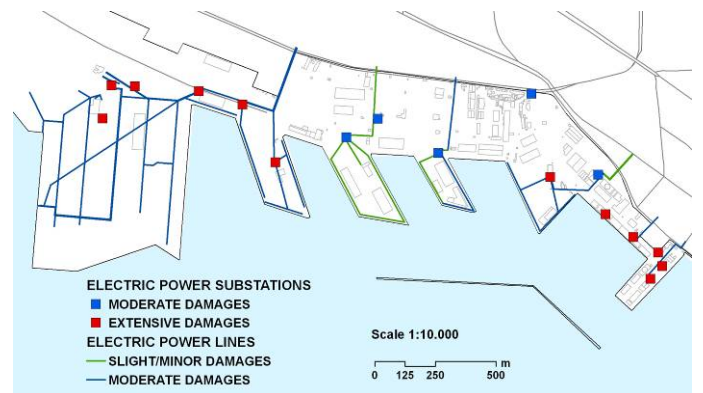 ELECTRIC POWER SUBSTATIONS
MODERATE DAMAGES
EXTENSIVE DAMAGES
ELECTRIC POWER LINES
SLIGHT/MINOR DAMAGES
MODERATE DAMAGES
Scale 1:10.000
m
0 125 250 500